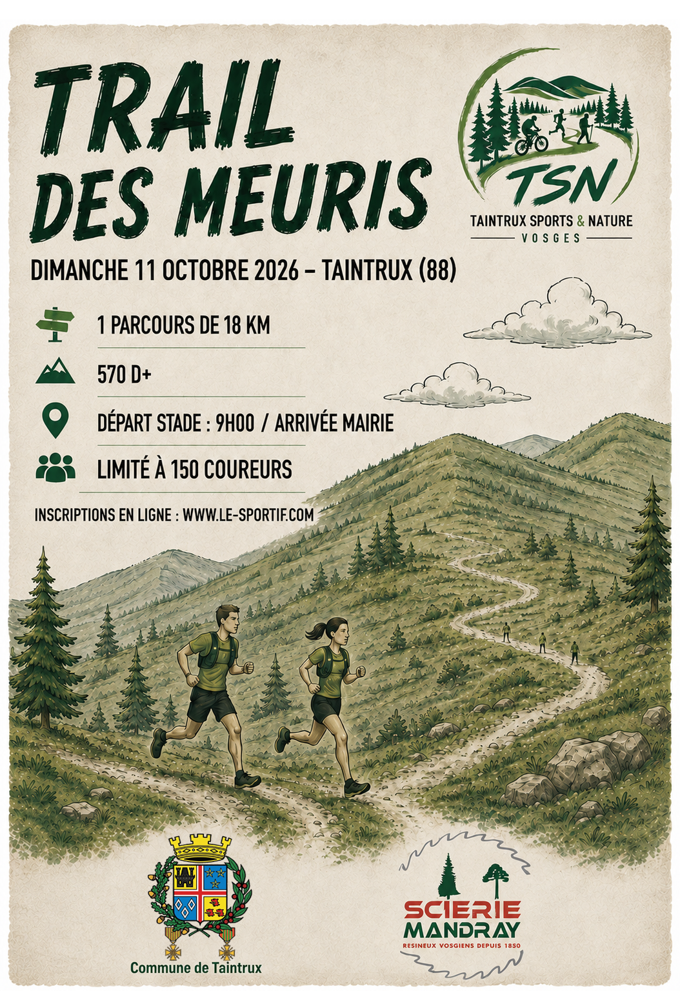 TRAIL
DES MEURIS
TSN
TAINTRUX SPORTS & NATURE
VOSGES
DIMANCHE 11 OCTOBRE 2026 – TAINTRUX (88)
1 PARCOURS DE 18 KM
570 D+
DÉPART STADE : 9H00 / ARRIVÉE MAIRIE
LIMITÉ À 150 COUREURS
INSCRIPTIONS EN LIGNE : WWW.LE-SPORTIF.COM
Commune de Taintrux
SCIERIE
MANDRAY
RESINEUX VOSGIENS DEPUIS 1850